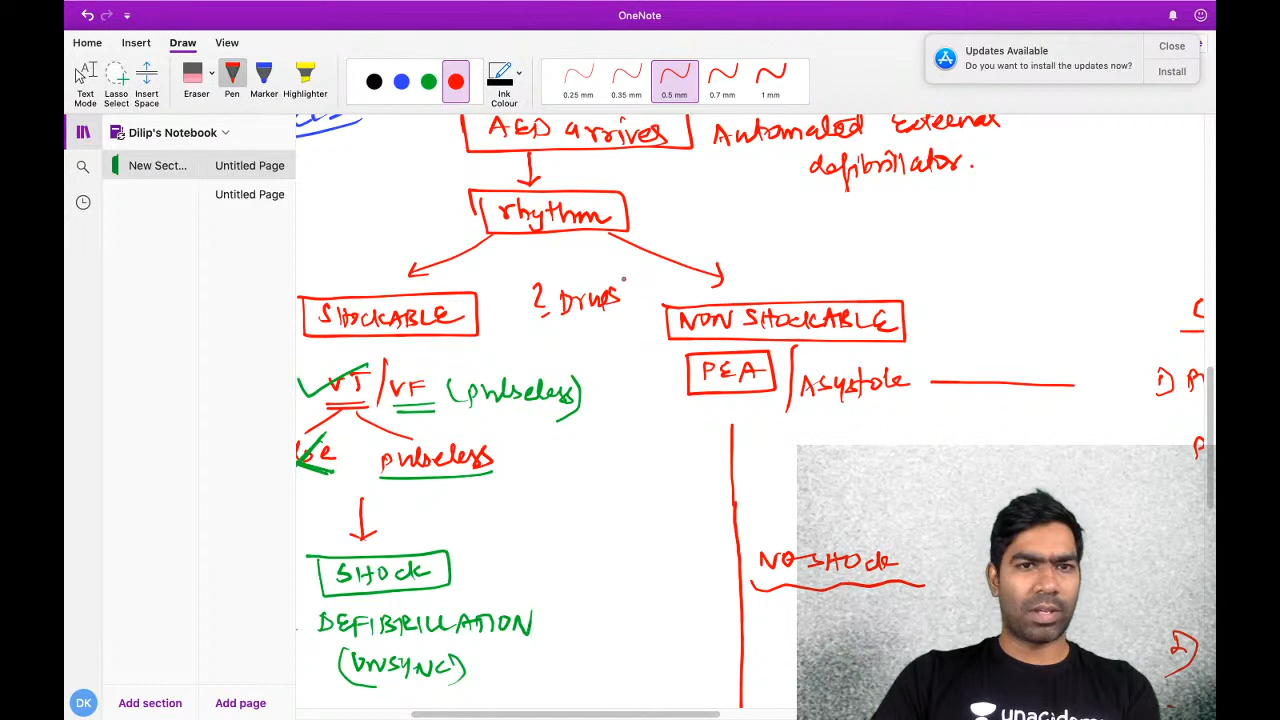 OneNote
Home Insert Draw View
Updates Available
Do you want to install the updates now?
Close
Install
Text Mode
Lasso Select
Insert Space
Eraser
Pen
Marker
Highlighter
Ink Colour
0.25 mm
0.35 mm
0.5 mm
0.7 mm
1 mm
Dilip's Notebook
New Sect...
Untitled Page
Untitled Page
AED arrives
Automated External
defibrillator.
rhythm
? Drugs
SHOCKABLE
NON SHOCKABLE
VT/VF (pulseless)
PEA / Asystole
pulseless
SHOCK
NO SHOCK
DEFIBRILLATION
(UNSYNC)
DK
Add section
Add page
unacademy